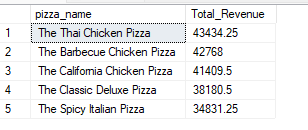 pizza_name Total_Revenue
1 The Thai Chicken Pizza 43434.25
2 The Barbecue Chicken Pizza 42768
3 The California Chicken Pizza 41409.5
4 The Classic Deluxe Pizza 38180.5
5 The Spicy Italian Pizza 34831.25